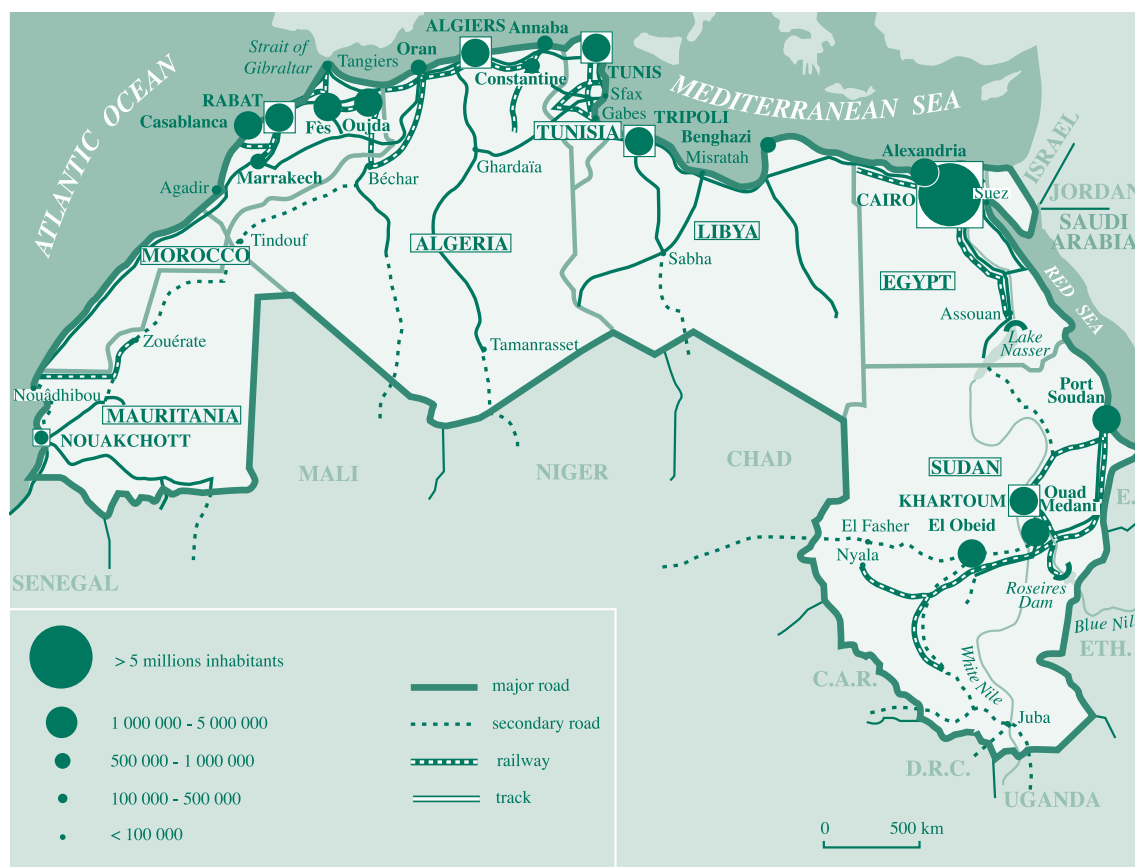 ATLANTIC OCEAN
Strait of
Gibraltar
Tangiers
Oran
ALGIERS
Annaba
Constantine
TUNIS
Sfax
Gabes
TUNISIA
TRIPOLI
Benghazi
Misratah
MEDITERRANEAN SEA
RABAT
Casablanca
Fès
Oujda
Marrakech
Agadir
Béchar
Ghardaïa
Alexandria
CAIRO
Suez
ISRAEL
JORDAN
SAUDI
ARABIA
RED SEA
MOROCCO
Tindouf
ALGERIA
LIBYA
Sabha
EGYPT
Assouan
Lake
Nasser
Zouérate
Tamanrasset
Nouâdhibou
MAURITANIA
NOUAKCHOTT
MALI
NIGER
CHAD
Port
Soudan
SUDAN
KHARTOUM
Ouad
Medani
E.
El Fasher
El Obeid
Nyala
Roseires
Dam
Blue Nil
ETH.
SENEGAL
C.A.R.
White Nile
Juba
D.R.C.
UGANDA
> 5 millions inhabitants
1 000 000 - 5 000 000
500 000 - 1 000 000
100 000 - 500 000
< 100 000
major road
secondary road
railway
track
0 500 km